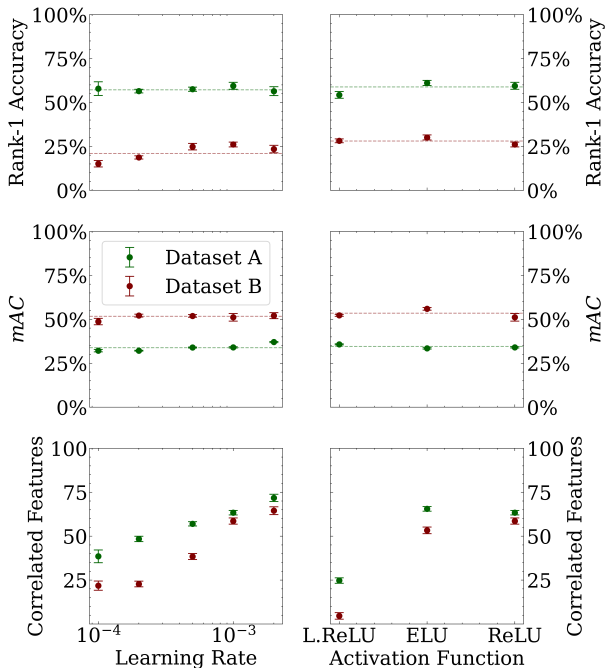 100%
75%
50%
25%
0%
Rank-1 Accuracy
100%
75%
50%
25%
0%
Rank-1 Accuracy
100%
75%
50%
25%
0%
mAC
Dataset A
Dataset B
100%
75%
50%
25%
0%
mAC
100
75
50
25
Correlated Features
10⁻⁴
10⁻³
Learning Rate
100
75
50
25
Correlated Features
L.ReLU
ELU
ReLU
Activation Function